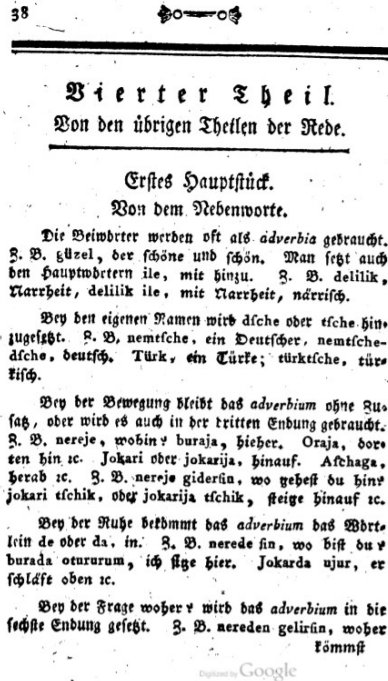 38
Vierter Theil.
Von den übrigen Theilen der Rede.
Erstes Hauptstück.
Von dem Nebenworte.
Die Beiwörter werden oft als adverbia gebraucht.
Z. B. güzel, der schöne und schön. Man setzt auch
den Hauptwörtern ile, mit hinzu. Z. B. delilik,
Narrheit, delilik ile, mit Narrheit, närrisch.
Bey den eigenen Namen wird dsche oder tsche hin-
zugesetzt. Z. B. nemtsche, ein Deutscher, nemtsche-
dsche, deutsch. Türk, ein Türke; türktsche, tür-
kisch.
Bey der Bewegung bleibt das adverbium ohne Zu-
satz, oder wird es auch in der dritten Endung gebraucht.
Z. B. nereje, wohin? buraja, hieher. Oraja, dor-
ten hin ꝛc. Jokari oder jokarija, hinauf. Aschaga,
herab ꝛc. Z. B. nereje gidersin, wo gehest du hin?
jokari tschik, oder jokarija tschik, steige hinauf ꝛc.
Bey der Ruhe bekömmt das adverbium das Wört-
lein de oder da, in. Z. B. nerede sin, wo bist du?
burada otururum, ich sitze hier. Jokarda ujur, er
schläft oben ꝛc.
Bey der Frage woher? wird das adverbium in die
sechste Endung gesetzt. Z. B. nereden gelirsin, woher
kömmst
Digitized by Google